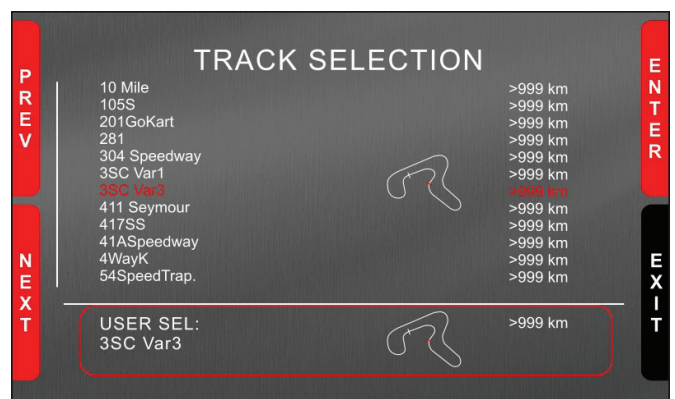 TRACK SELECTION
PREV
NEXT
10 Mile >999 km
105S >999 km
201GoKart >999 km
281 >999 km
304 Speedway >999 km
3SC Var1 >999 km
3SC Var3 >999 km
411 Seymour >999 km
417SS >999 km
41ASpeedway >999 km
4WayK >999 km
54SpeedTrap. >999 km
USER SEL: >999 km
3SC Var3
ENTER
EXIT